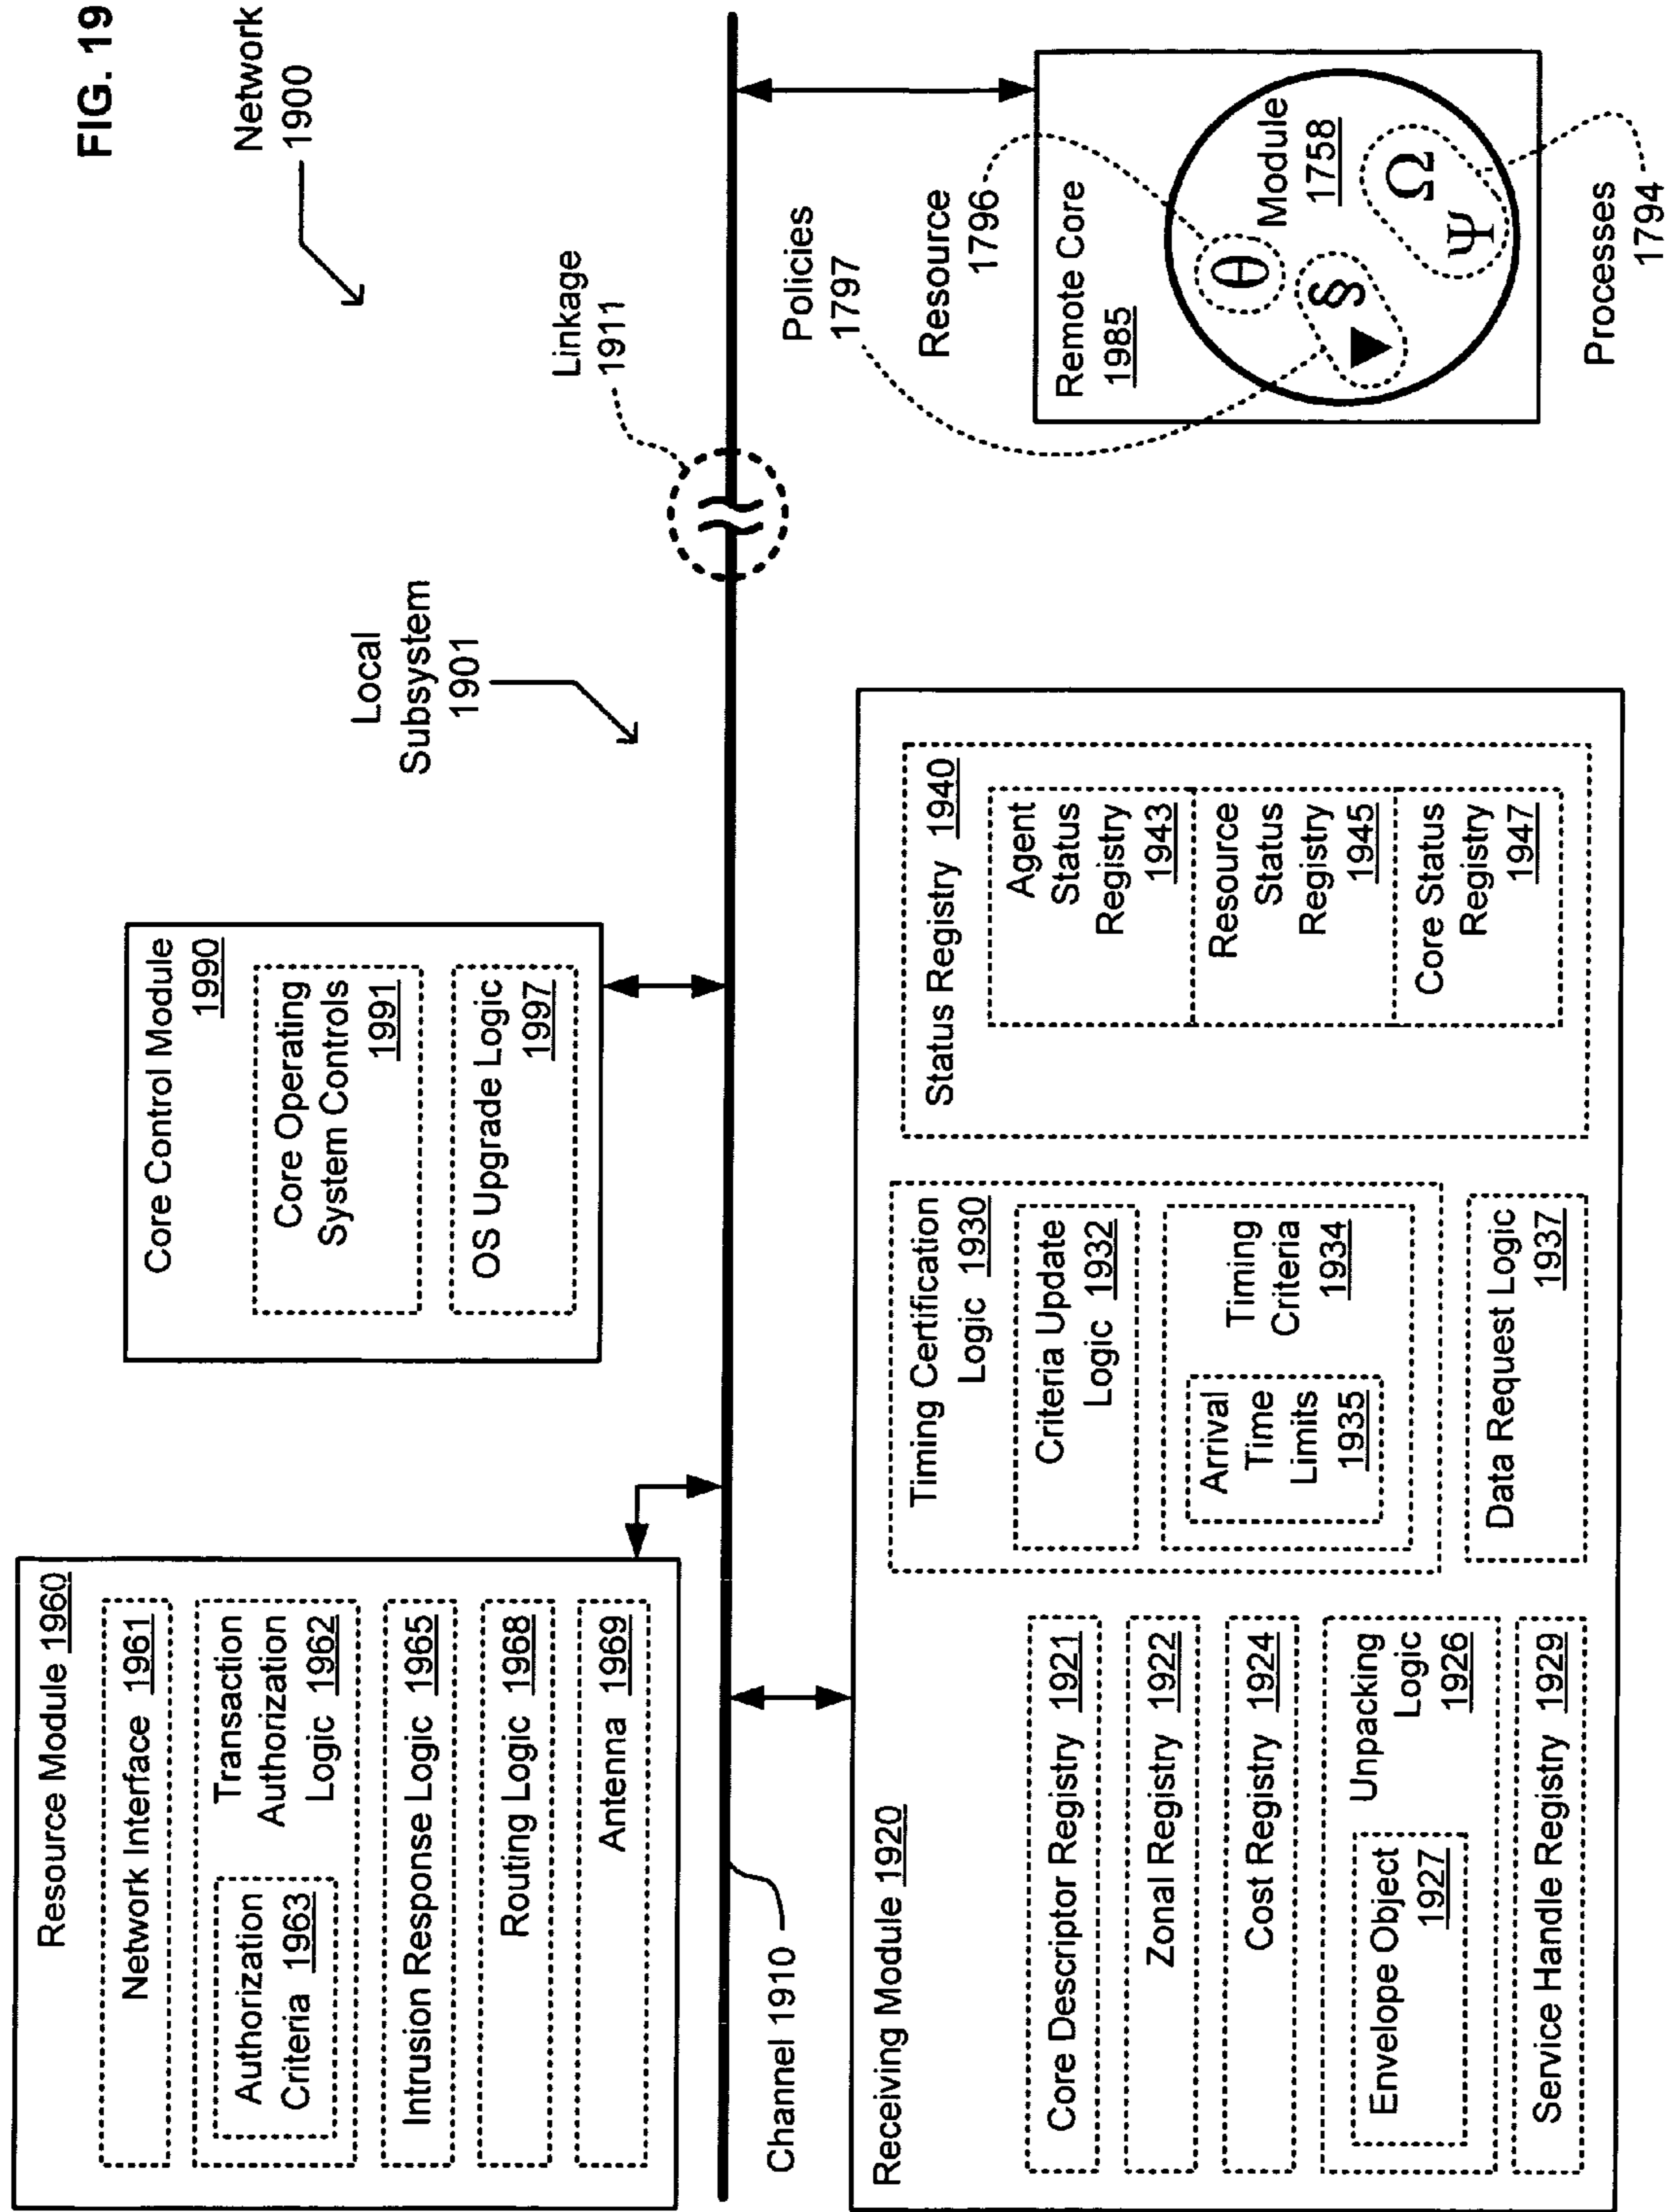 FIG. 19
Network
1900
Resource Module 1960
Network Interface 1961
Transaction
Authorization
Logic 1962
Authorization
Criteria 1963
Intrusion Response Logic 1965
Routing Logic 1968
Antenna 1969
Core Control Module
1990
Core Operating
System Controls
1991
OS Upgrade Logic
1997
Local
Subsystem
1901
Linkage
1911
Channel 1910
Receiving Module 1920
Core Descriptor Registry 1921
Zonal Registry 1922
Cost Registry 1924
Unpacking
Logic
1926
Envelope Object
1927
Service Handle Registry 1929
Timing Certification
Logic 1930
Criteria Update
Logic 1932
Timing
Criteria
1934
Arrival
Time
Limits
1935
Data Request Logic
1937
Status Registry 1940
Agent
Status
Registry
1943
Resource
Status
Registry
1945
Core Status
Registry
1947
Policies
1797
Resource
1796
Remote Core
1985
Module
1758
θ
§
▲
Ψ Ω
Processes
1794